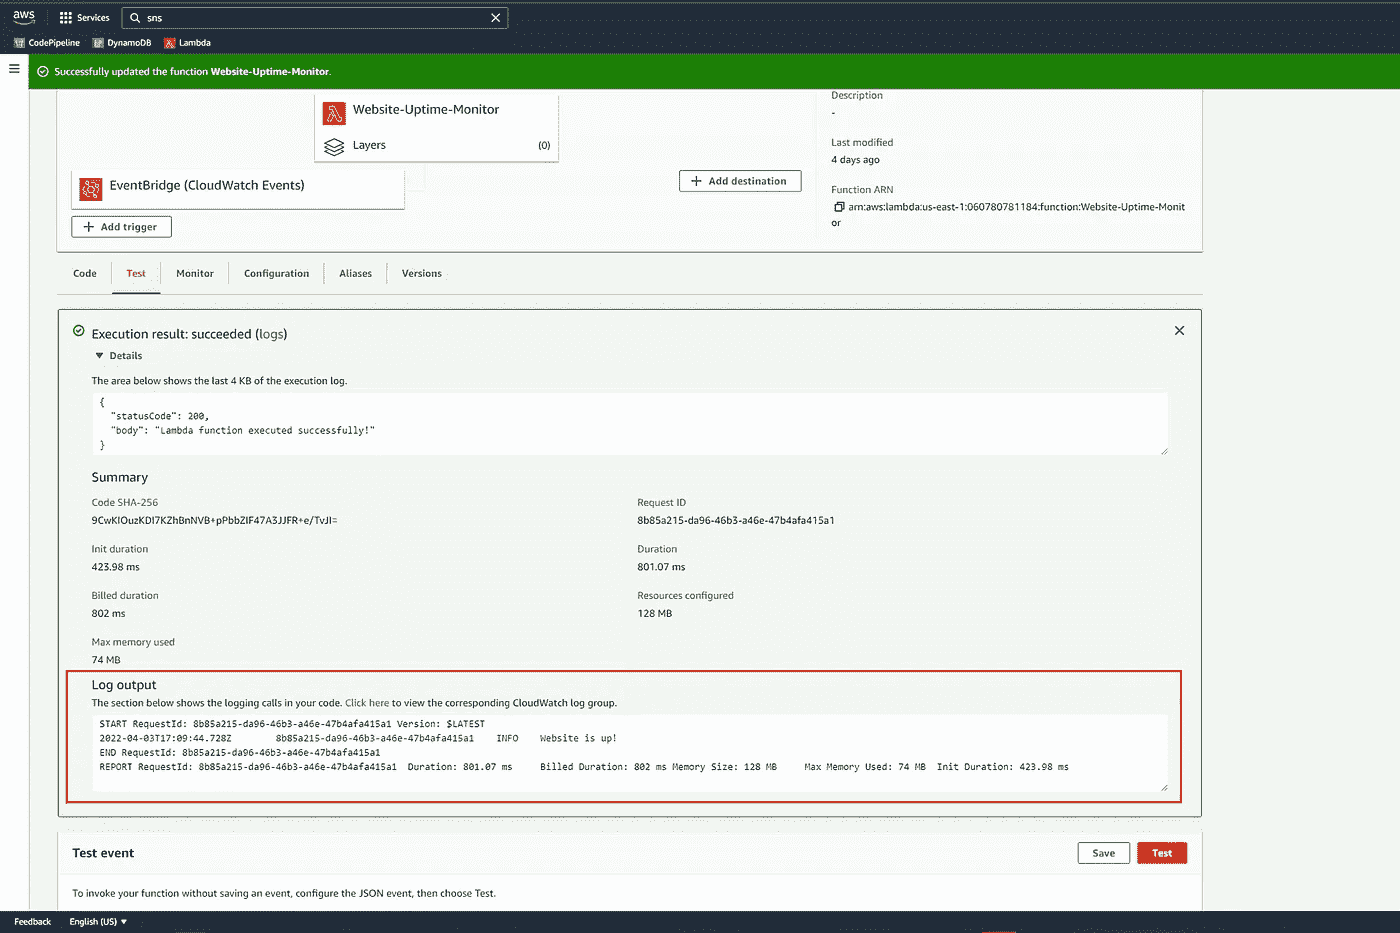 aws Services sns
CodePipeline DynamoDB Lambda
Successfully updated the function Website-Uptime-Monitor.
Website-Uptime-Monitor
Layers (0)
EventBridge (CloudWatch Events)
+ Add trigger
+ Add destination
Description
-
Last modified
4 days ago
Function ARN
arn:aws:lambda:us-east-1:060780781184:function:Website-Uptime-Monit
or
Code Test Monitor Configuration Aliases Versions
Execution result: succeeded (logs)
Details
The area below shows the last 4 KB of the execution log.
{
"statusCode": 200,
"body": "Lambda function executed successfully!"
}
Summary
Code SHA-256
9CwKIOuzKDI7KZhBnNVB+pPbbZIF47A3JJFR+e/TvJI=
Request ID
8b85a215-da96-46b3-a46e-47b4afa415a1
Init duration
423.98 ms
Duration
801.07 ms
Billed duration
802 ms
Resources configured
128 MB
Max memory used
74 MB
Log output
The section below shows the logging calls in your code. Click here to view the corresponding CloudWatch log group.
START RequestId: 8b85a215-da96-46b3-a46e-47b4afa415a1 Version: $LATEST
2022-04-03T17:09:44.728Z 8b85a215-da96-46b3-a46e-47b4afa415a1 INFO Website is up!
END RequestId: 8b85a215-da96-46b3-a46e-47b4afa415a1
REPORT RequestId: 8b85a215-da96-46b3-a46e-47b4afa415a1 Duration: 801.07 ms Billed Duration: 802 ms Memory Size: 128 MB Max Memory Used: 74 MB Init Duration: 423.98 ms
Test event
Save Test
To invoke your function without saving an event, configure the JSON event, then choose Test.
Feedback English (US)